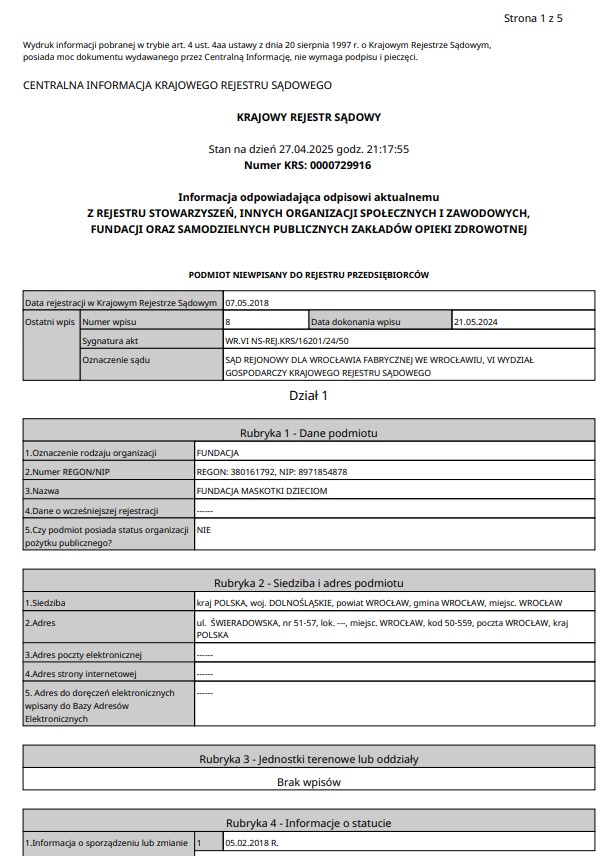 Strona 1 z 5
Wydruk informacji pobranej w trybie art. 4 ust. 4aa ustawy z dnia 20 sierpnia 1997 r. o Krajowym Rejestrze Sądowym,
posiada moc dokumentu wydawanego przez Centralną Informację, nie wymaga podpisu i pieczęci.
CENTRALNA INFORMACJA KRAJOWEGO REJESTRU SĄDOWEGO
KRAJOWY REJESTR SĄDOWY
Stan na dzień 27.04.2025 godz. 21:17:55
Numer KRS: 0000729916
Informacja odpowiadająca odpisowi aktualnemu
Z REJESTRU STOWARZYSZEŃ, INNYCH ORGANIZACJI SPOŁECZNYCH I ZAWODOWYCH,
FUNDACJI ORAZ SAMODZIELNYCH PUBLICZNYCH ZAKŁADÓW OPIEKI ZDROWOTNEJ
PODMIOT NIEWPISANY DO REJESTRU PRZEDSIĘBIORCÓW
Data rejestracji w Krajowym Rejestrze Sądowym 07.05.2018
Ostatni wpis Numer wpisu 8 Data dokonania wpisu 21.05.2024
Sygnatura akt WR.VI NS-REJ.KRS/16201/24/50
Oznaczenie sądu SĄD REJONOWY DLA WROCŁAWIA FABRYCZNEJ WE WROCŁAWIU, VI WYDZIAŁ
GOSPODARCZY KRAJOWEGO REJESTRU SĄDOWEGO
Dział 1
Rubryka 1 - Dane podmiotu
1.Oznaczenie rodzaju organizacji FUNDACJA
2.Numer REGON/NIP REGON: 380161792, NIP: 8971854878
3.Nazwa FUNDACJA MASKOTKI DZIECIOM
4.Dane o wcześniejszej rejestracji ------
5.Czy podmiot posiada status organizacji NIE
pożytku publicznego?
Rubryka 2 - Siedziba i adres podmiotu
1.Siedziba kraj POLSKA, woj. DOLNOŚLĄSKIE, powiat WROCŁAW, gmina WROCŁAW, miejsc. WROCŁAW
2.Adres ul. ŚWIERADOWSKA, nr 51-57, lok. ---, miejsc. WROCŁAW, kod 50-559, poczta WROCŁAW, kraj
POLSKA
3.Adres poczty elektronicznej ------
4.Adres strony internetowej ------
5. Adres do doręczeń elektronicznych ------
wpisany do Bazy Adresów
Elektronicznych
Rubryka 3 - Jednostki terenowe lub oddziały
Brak wpisów
Rubryka 4 - Informacje o statucie
1.Informacja o sporządzeniu lub zmianie 1 05.02.2018 R.